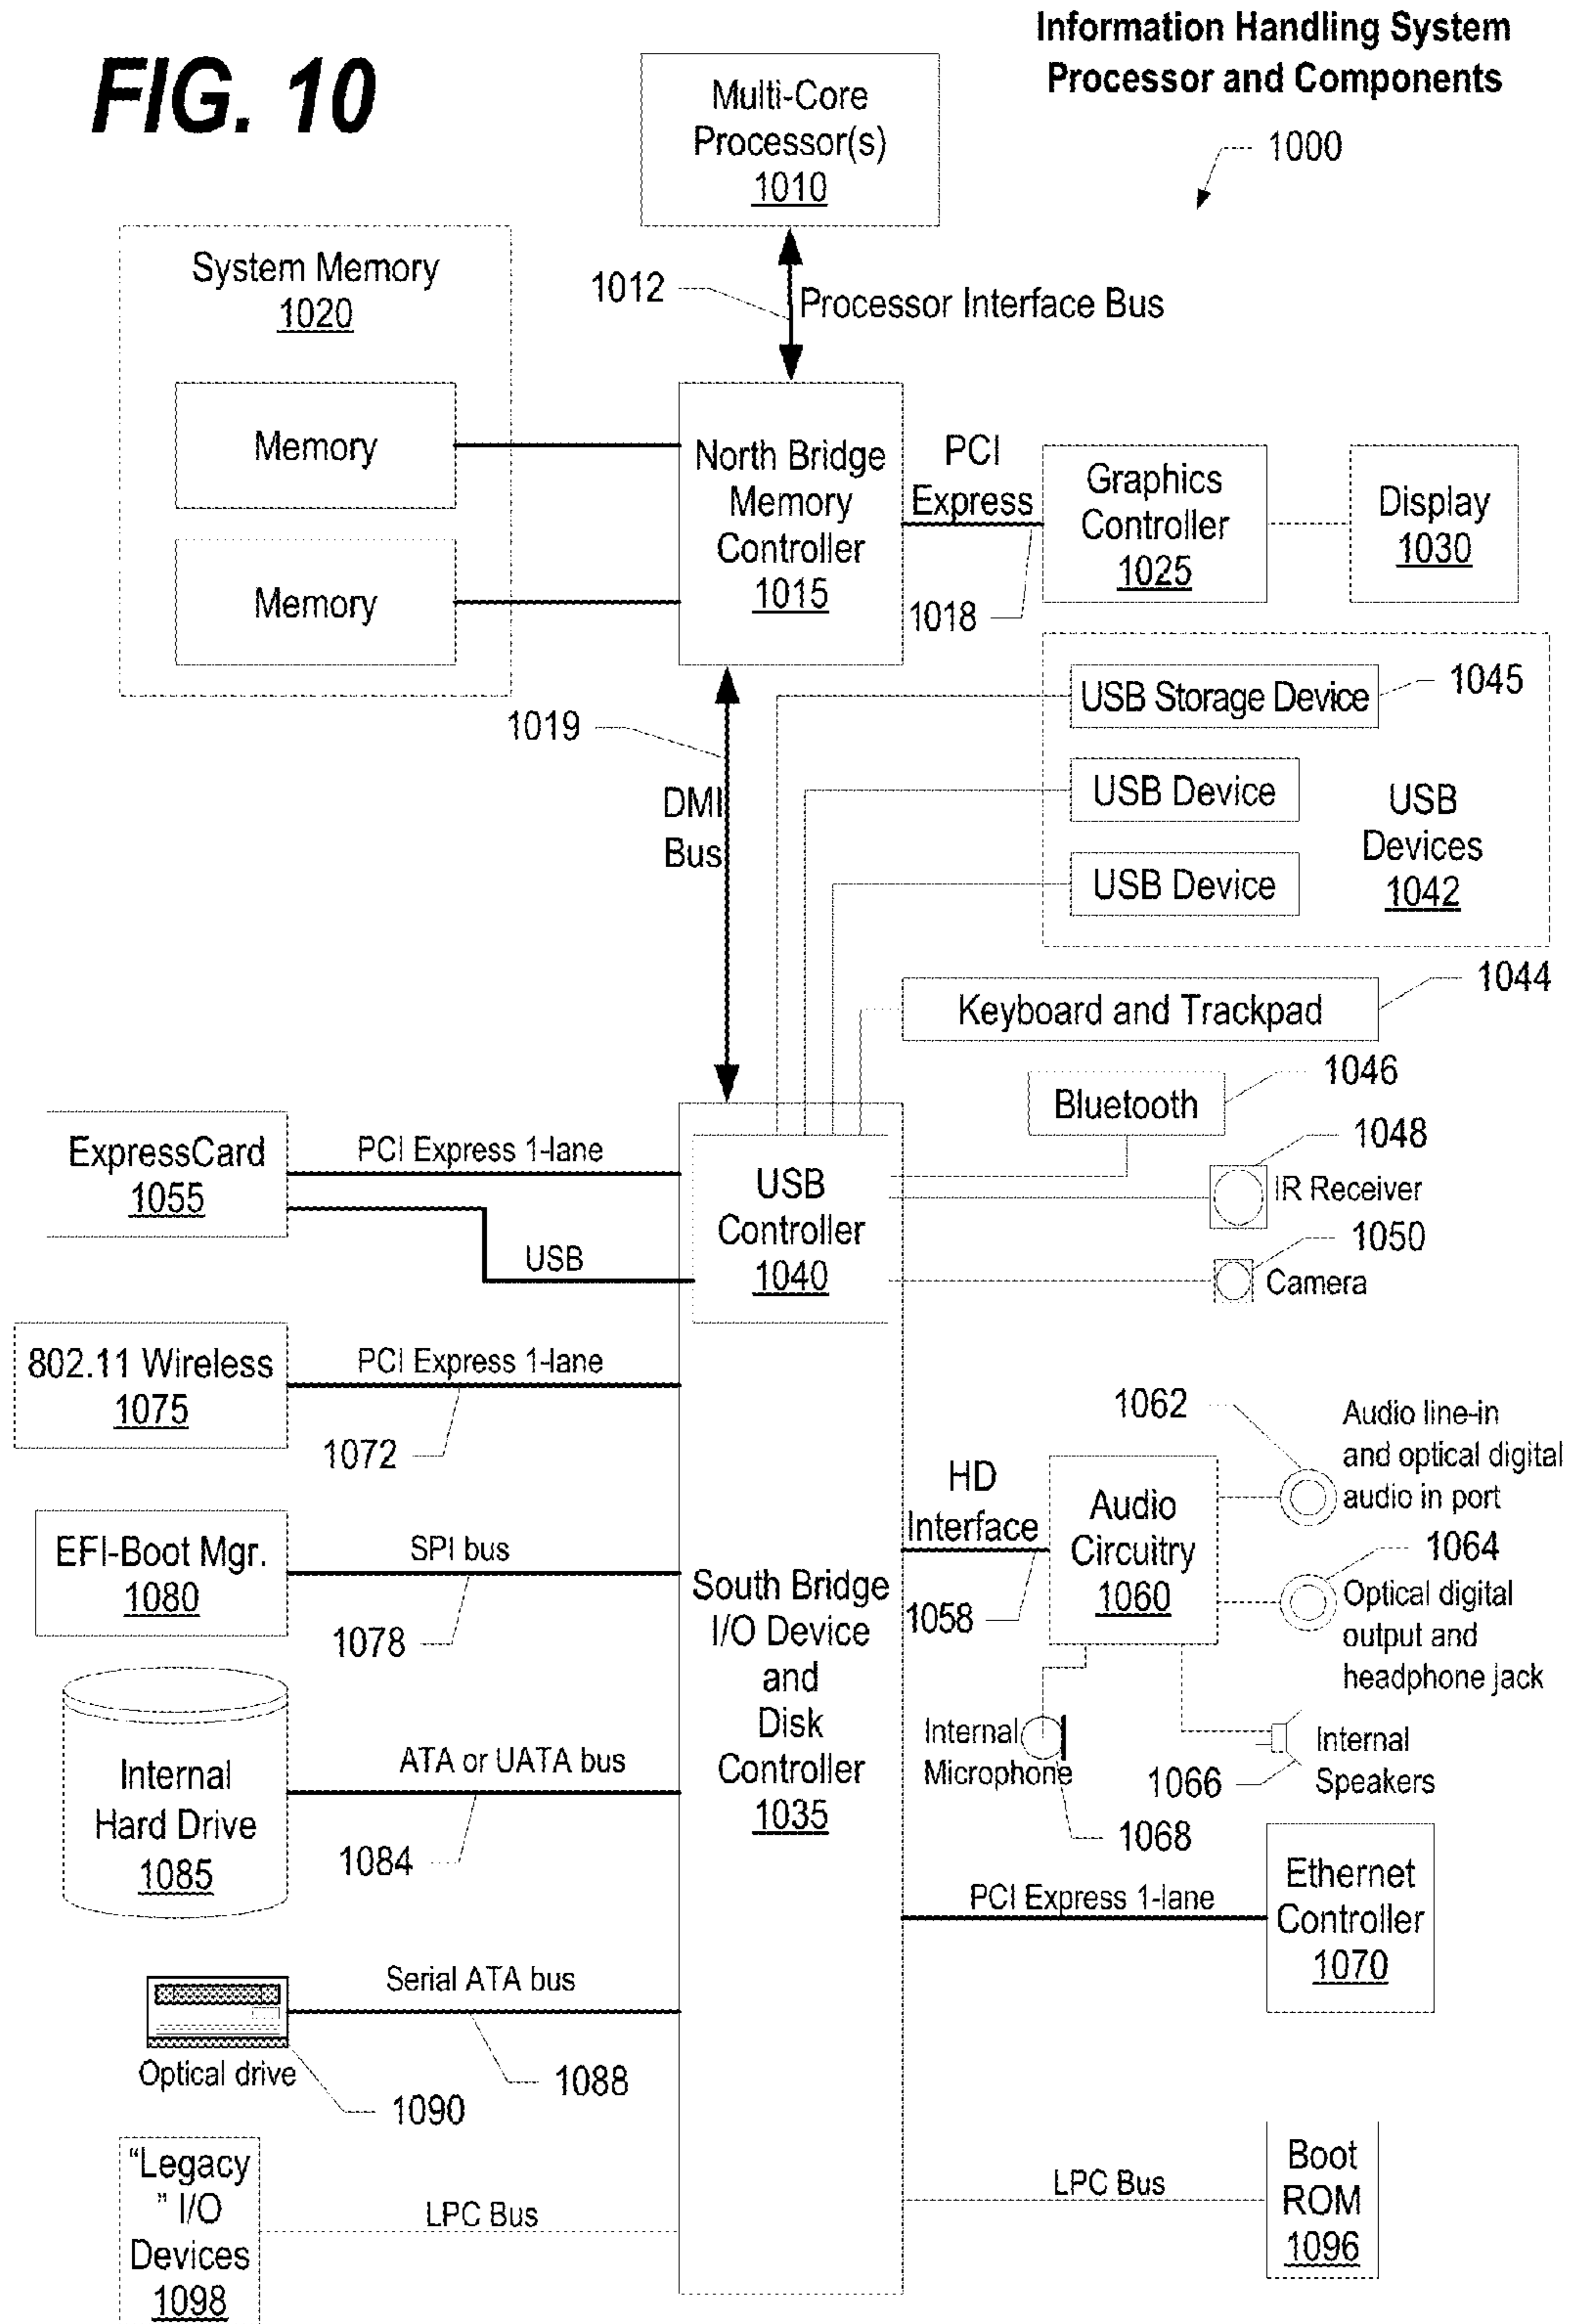 FIG. 10
Information Handling System
Processor and Components
1000
Multi-Core
Processor(s)
1010
1012
Processor Interface Bus
System Memory
1020
Memory
Memory
North Bridge
Memory
Controller
1015
PCI
Express
1018
Graphics
Controller
1025
Display
1030
1019
DMI
Bus
USB Storage Device
1045
USB Device
USB Device
USB
Devices
1042
Keyboard and Trackpad
1044
Bluetooth
1046
1048
IR Receiver
1050
Camera
ExpressCard
1055
PCI Express 1-lane
USB
USB
Controller
1040
802.11 Wireless
1075
PCI Express 1-lane
1072
EFI-Boot Mgr.
1080
SPI bus
1078
South Bridge
I/O Device
and
Disk
Controller
1035
HD
Interface
1058
Audio
Circuitry
1060
1062
Audio line-in
and optical digital
audio in port
1064
Optical digital
output and
headphone jack
Internal
Microphone
1068
1066
Internal
Speakers
Internal
Hard Drive
1085
ATA or UATA bus
1084
PCI Express 1-lane
Ethernet
Controller
1070
Serial ATA bus
1088
Optical drive
1090
“Legacy
” I/O
Devices
1098
LPC Bus
LPC Bus
Boot
ROM
1096